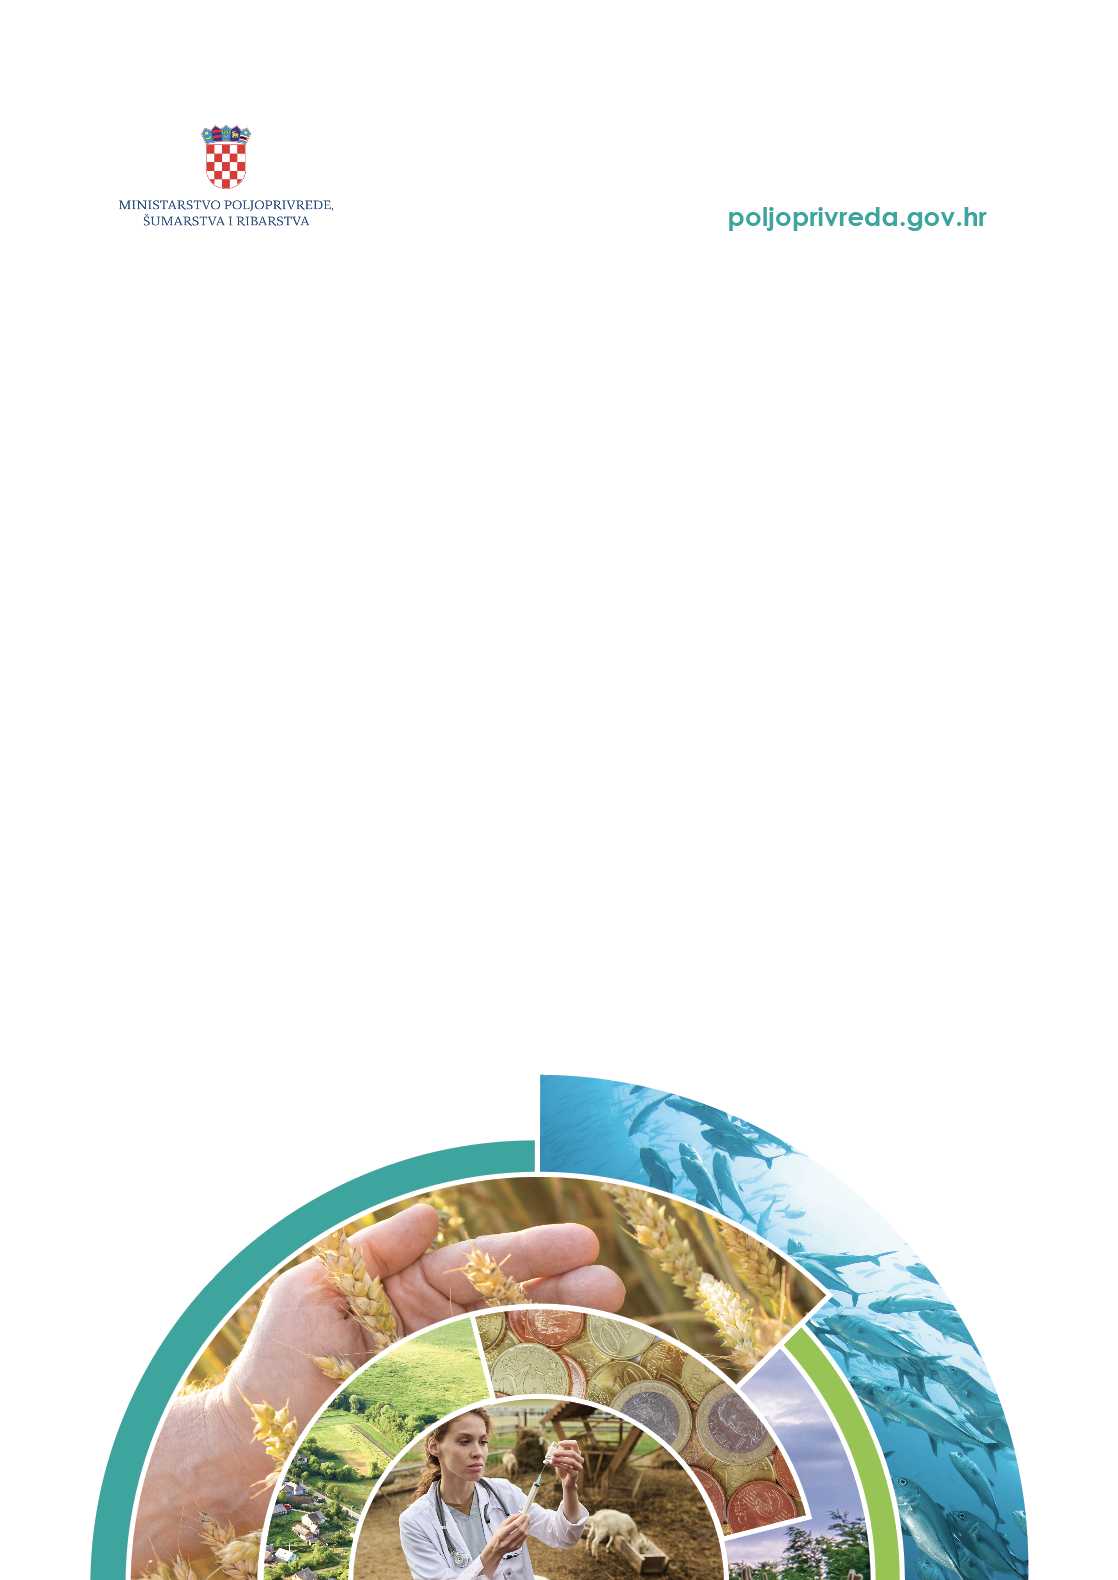 MINISTARSTVO POLJOPRIVREDE,
ŠUMARSTVA I RIBARSTVA
poljoprivreda.gov.hr